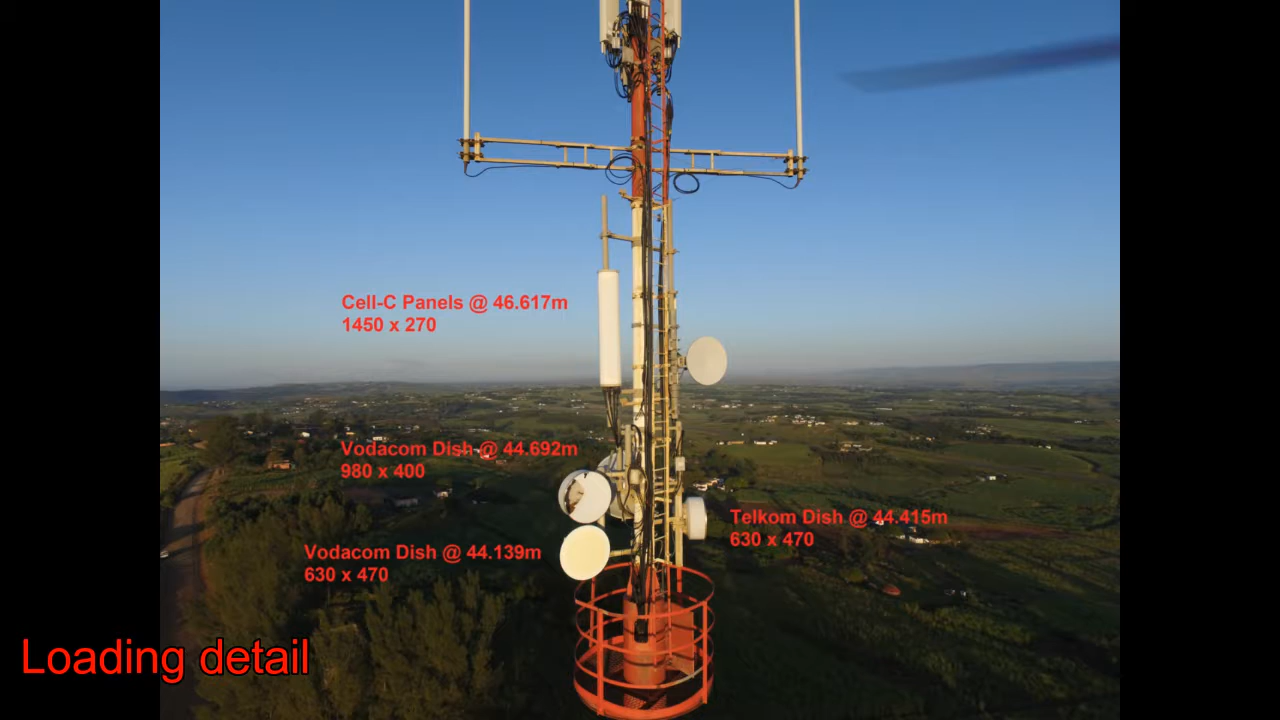 Cell-C Panels @ 46.617m
1450 x 270
Vodacom Dish @ 44.692m
980 x 400
Telkom Dish @ 44.415m
630 x 470
Vodacom Dish @ 44.139m
630 x 470
Loading detail